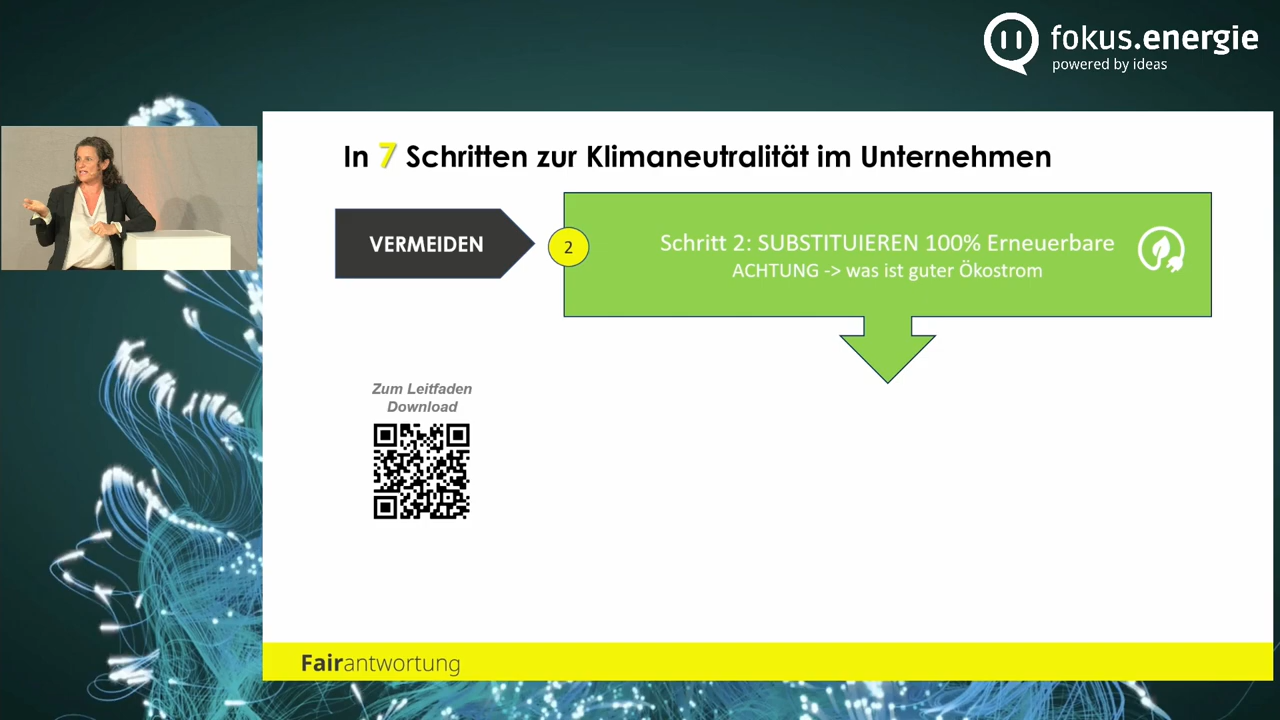 fokus.energie
powered by ideas
In 7 Schritten zur Klimaneutralität im Unternehmen
VERMEIDEN
2
Schritt 2: SUBSTITUIEREN 100% Erneuerbare
ACHTUNG -> was ist guter Ökostrom
Zum Leitfaden
Download
Fairantwortung